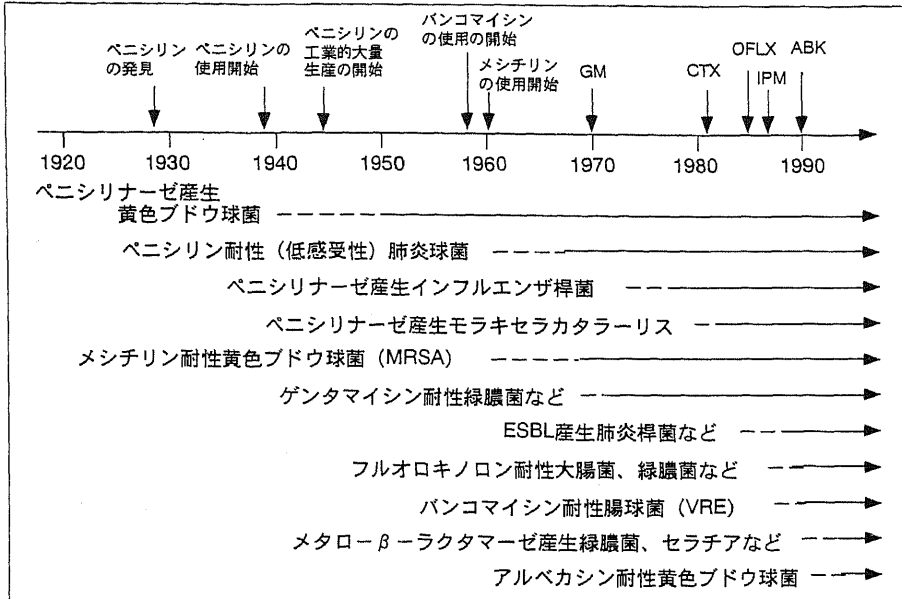 ペニシリン
の発見
ペニシリンの
使用開始
ペニシリンの
工業的大量
生産の開始
バンコマイシン
の使用の開始
メシチリン
の使用開始
GM
CTX
OFLX
IPM
ABK
1920 1930 1940 1950 1960 1970 1980 1990
ペニシリナーゼ産生
黄色ブドウ球菌
ペニシリン耐性（低感受性）肺炎球菌
ペニシリナーゼ産生インフルエンザ桿菌
ペニシリナーゼ産生モラキセラカタラーリス
メシチリン耐性黄色ブドウ球菌（MRSA）
ゲンタマイシン耐性緑膿菌など
ESBL産生肺炎桿菌など
フルオロキノロン耐性大腸菌、緑膿菌など
バンコマイシン耐性腸球菌（VRE）
メタロ－β－ラクタマーゼ産生緑膿菌、セラチアなど
アルベカシン耐性黄色ブドウ球菌